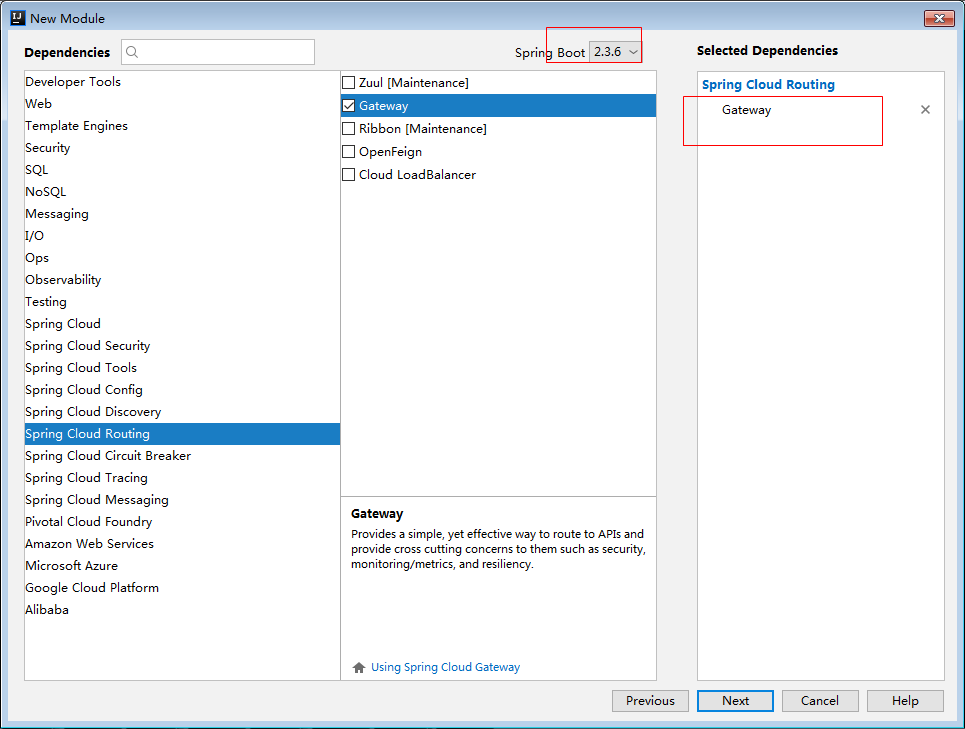 New Module
Dependencies
Spring Boot 2.3.6
Selected Dependencies
Developer Tools
Web
Template Engines
Security
SQL
NoSQL
Messaging
I/O
Ops
Observability
Testing
Spring Cloud
Spring Cloud Security
Spring Cloud Tools
Spring Cloud Config
Spring Cloud Discovery
Spring Cloud Routing
Spring Cloud Circuit Breaker
Spring Cloud Tracing
Spring Cloud Messaging
Pivotal Cloud Foundry
Amazon Web Services
Microsoft Azure
Google Cloud Platform
Alibaba
Zuul [Maintenance]
Gateway
Ribbon [Maintenance]
OpenFeign
Cloud LoadBalancer
Gateway
Provides a simple, yet effective way to route to APIs and
provide cross cutting concerns to them such as security,
monitoring/metrics, and resiliency.
Using Spring Cloud Gateway
Spring Cloud Routing
Gateway
Previous
Next
Cancel
Help